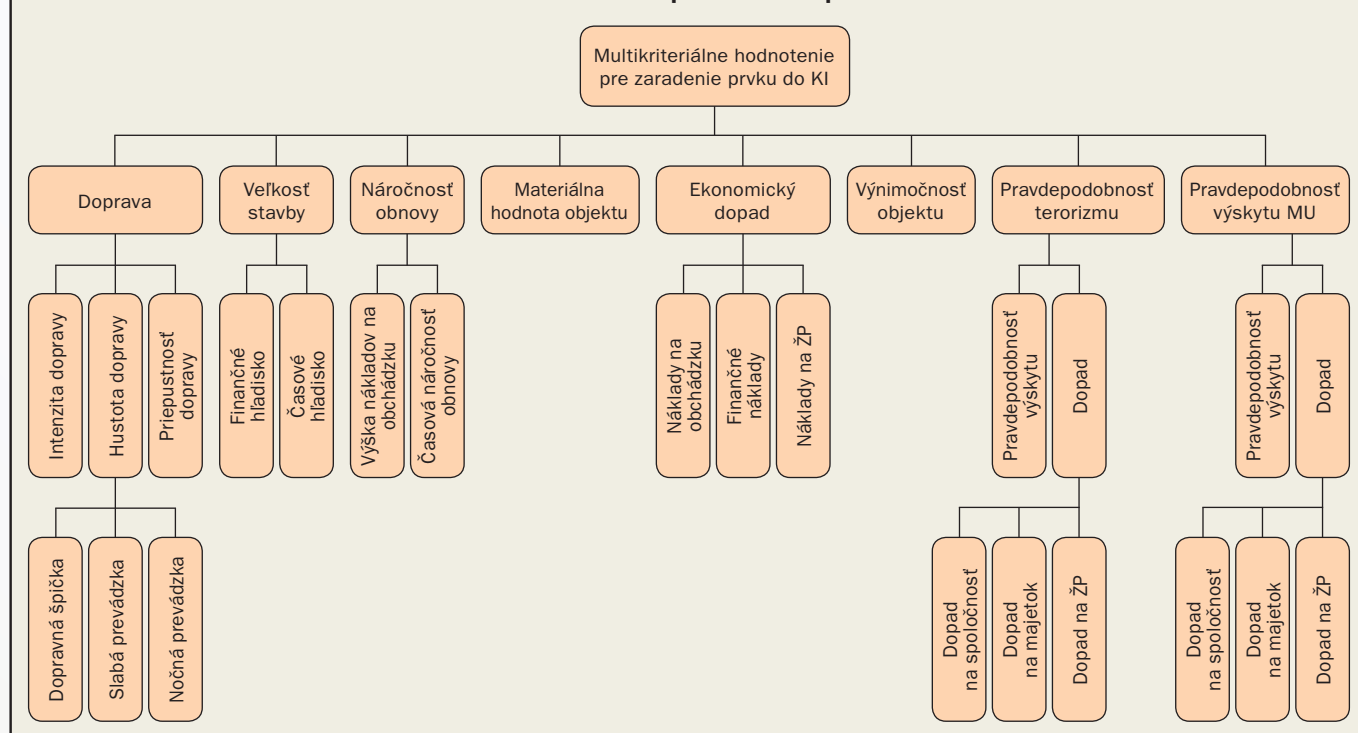 Multikriteriálne hodnotenie
pre zaradenie prvku do KI
Doprava
Veľkosť
stavby
Náročnosť
obnovy
Materiálna
hodnota objektu
Ekonomický
dopad
Výnimočnosť
objektu
Pravdepodobnosť
terorizmu
Pravdepodobnosť
výskytu MU
Intenzita dopravy
Hustota dopravy
Priepustnosť
dopravy
Finančné
hľadisko
Časové
hľadisko
Výška nákladov na
obchádzku
Časová náročnosť
obnovy
Náklady na
obchádzku
Finančné
náklady
Náklady na ŽP
Pravdepodobnosť
výskytu
Dopad
Pravdepodobnosť
výskytu
Dopad
Dopravná špička
Slabá prevádzka
Nočná prevádzka
Dopad
na spoločnosť
Dopad
na majetok
Dopad na ŽP
Dopad
na spoločnosť
Dopad
na majetok
Dopad na ŽP